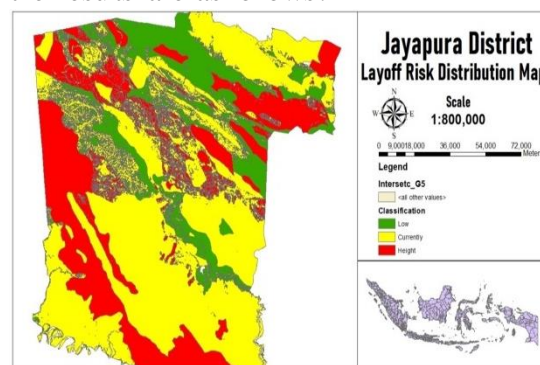 Jayapura District
Layoff Risk Distribution Map
N
W E
S
Scale
1:800,000
0 9,00018,000 36,000 54,000 72,000
Meter
Legend
Intersetc_G5
<all other values>
Classification
Low
Currently
Height